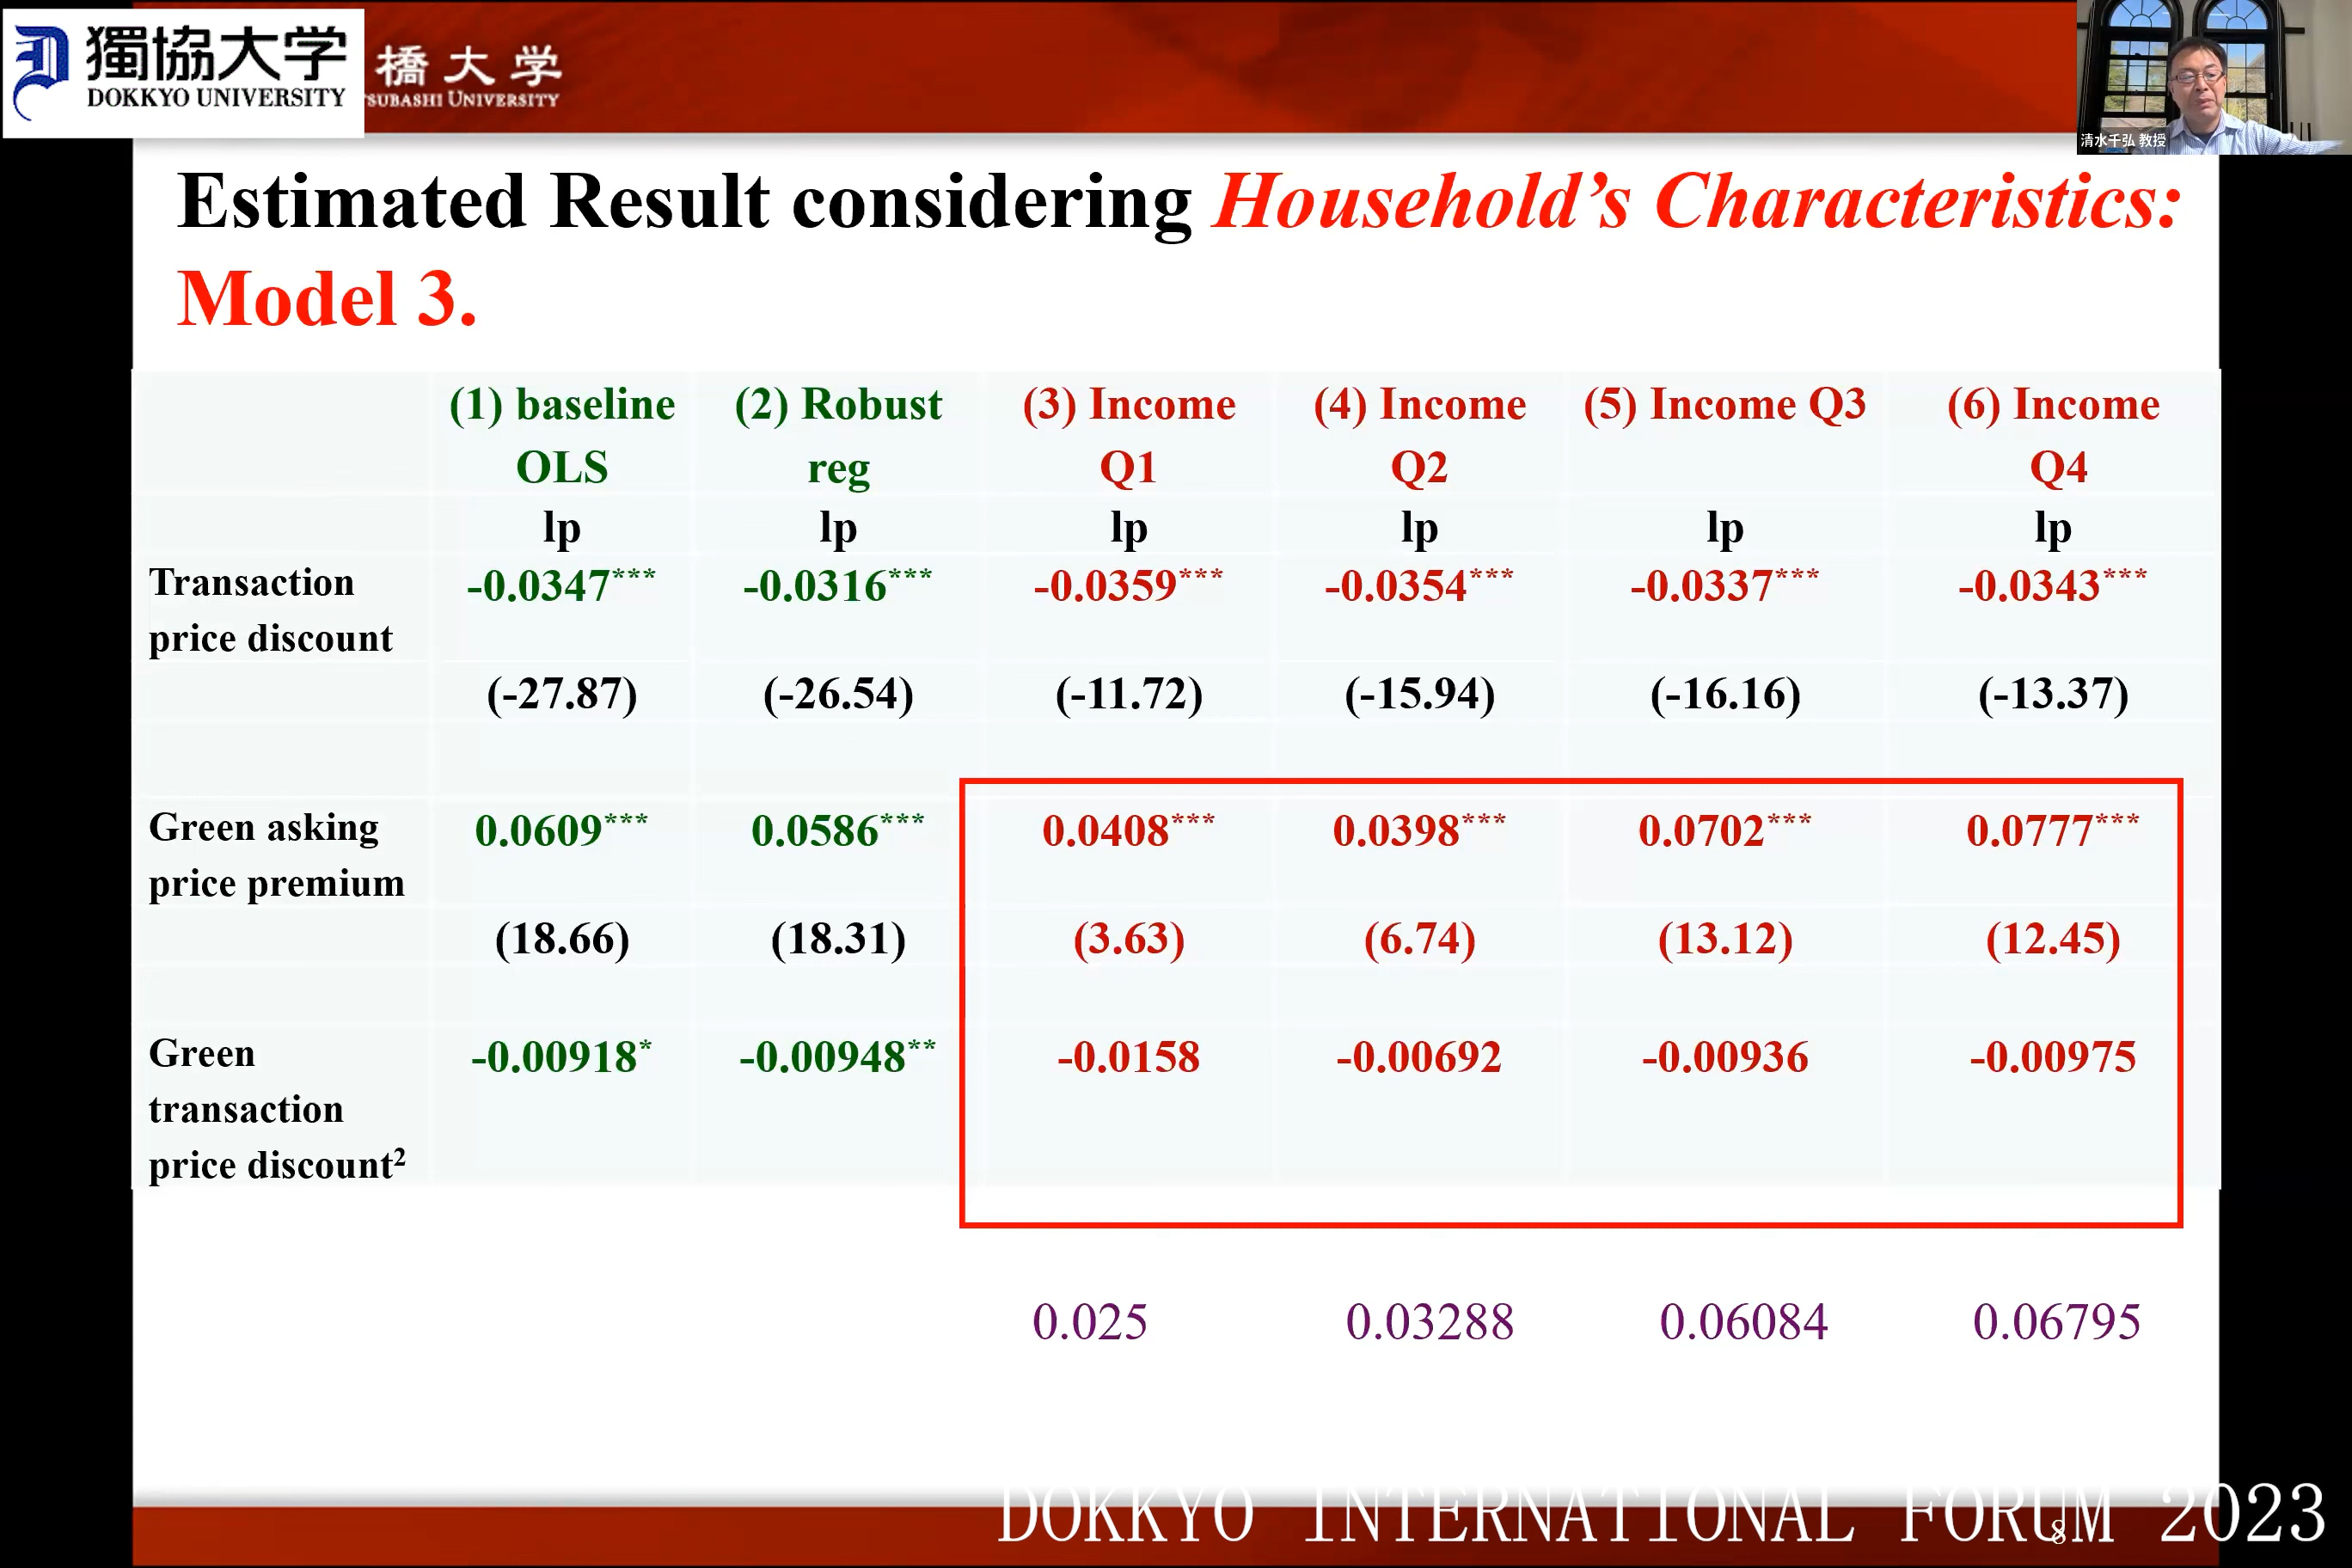 獨協大学
DOKKYO UNIVERSITY
橋大学
TSUBASHI UNIVERSITY
清水千弘 教授
Estimated Result considering Household’s Characteristics:
Model 3.
(1) baseline OLS (2) Robust reg (3) Income Q1 (4) Income Q2 (5) Income Q3 (6) Income Q4
lp lp lp lp lp lp
Transaction price discount -0.0347*** -0.0316*** -0.0359*** -0.0354*** -0.0337*** -0.0343***
(-27.87) (-26.54) (-11.72) (-15.94) (-16.16) (-13.37)
Green asking price premium 0.0609*** 0.0586*** 0.0408*** 0.0398*** 0.0702*** 0.0777***
(18.66) (18.31) (3.63) (6.74) (13.12) (12.45)
Green transaction price discount² -0.00918* -0.00948** -0.0158 -0.00692 -0.00936 -0.00975
0.025 0.03288 0.06084 0.06795
DOKKYO INTERNATIONAL FORUM 2023
8